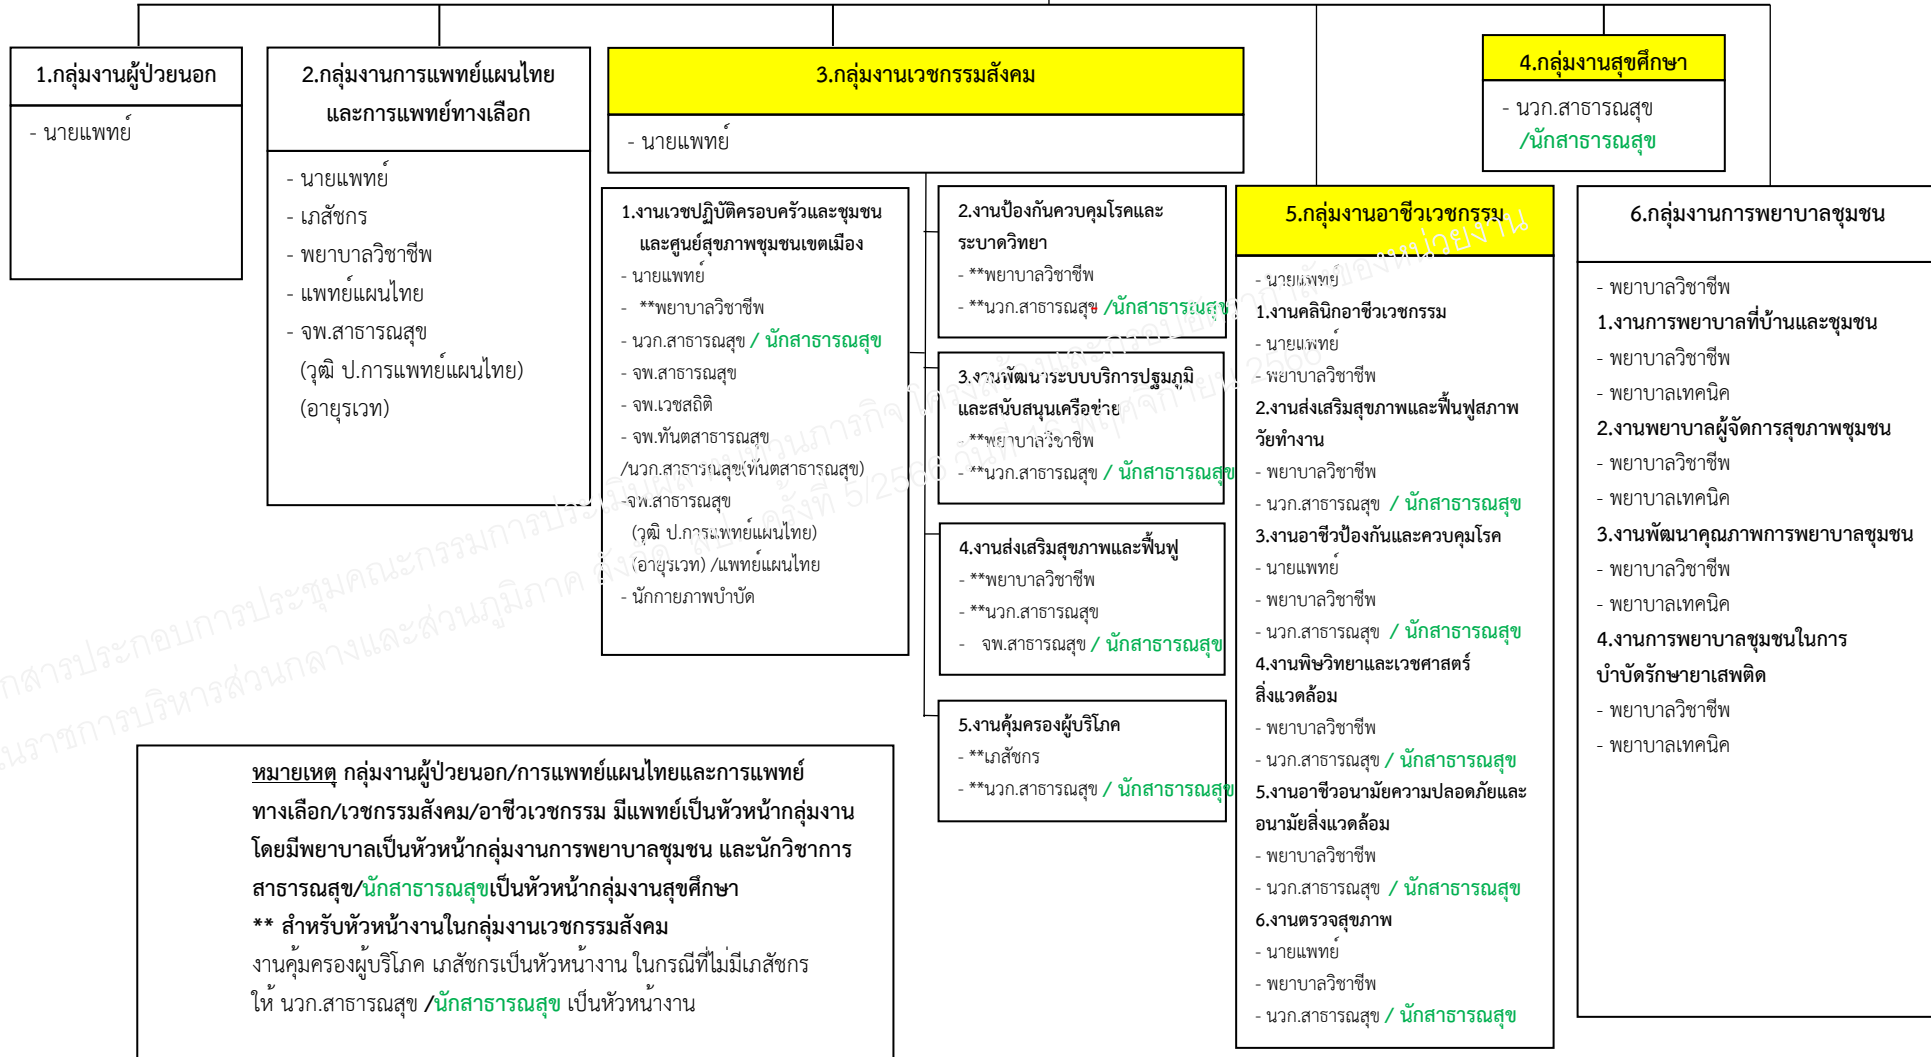 1.กลุ่มงานผู้ป่วยนอก
- นายแพทย์
2.กลุ่มงานการแพทย์แผนไทย
และการแพทย์ทางเลือก
- นายแพทย์
- เภสัชกร
- พยาบาลวิชาชีพ
- แพทย์แผนไทย
- จพ.สาธารณสุข
(วุฒิ ป.การแพทย์แผนไทย)
(อายุรเวท)
3.กลุ่มงานเวชกรรมสังคม
- นายแพทย์
1.งานเวชปฏิบัติครอบครัวและชุมชน
และศูนย์สุขภาพชุมชนเขตเมือง
- นายแพทย์
- **พยาบาลวิชาชีพ
- นวก.สาธารณสุข / นักสาธารณสุข
- จพ.สาธารณสุข
- จพ.เวชสถิติ
- จพ.ทันตสาธารณสุข
/นวก.สาธารณสุข(ทันตสาธารณสุข)
-จพ.สาธารณสุข
(วุฒิ ป.การแพทย์แผนไทย)
(อายุรเวท) /แพทย์แผนไทย
- นักกายภาพบำบัด
2.งานป้องกันควบคุมโรคและ
ระบาดวิทยา
- **พยาบาลวิชาชีพ
- **นวก.สาธารณสุข /นักสาธารณสุข
3.งานพัฒนาระบบบริการปฐมภูมิ
และสนับสนุนเครือข่าย
- **พยาบาลวิชาชีพ
- **นวก.สาธารณสุข / นักสาธารณสุข
4.งานส่งเสริมสุขภาพและฟื้นฟู
- **พยาบาลวิชาชีพ
- **นวก.สาธารณสุข
- จพ.สาธารณสุข / นักสาธารณสุข
5.งานคุ้มครองผู้บริโภค
- **เภสัชกร
- **นวก.สาธารณสุข / นักสาธารณสุข
4.กลุ่มงานสุขศึกษา
- นวก.สาธารณสุข
/นักสาธารณสุข
5.กลุ่มงานอาชีวเวชกรรม
- นายแพทย์
1.งานคลินิกอาชีวเวชกรรม
- นายแพทย์
- พยาบาลวิชาชีพ
2.งานส่งเสริมสุขภาพและฟื้นฟูสภาพ
วัยทำงาน
- พยาบาลวิชาชีพ
- นวก.สาธารณสุข / นักสาธารณสุข
3.งานอาชีวป้องกันและควบคุมโรค
- นายแพทย์
- พยาบาลวิชาชีพ
- นวก.สาธารณสุข / นักสาธารณสุข
4.งานพิษวิทยาและเวชศาสตร์
สิ่งแวดล้อม
- พยาบาลวิชาชีพ
- นวก.สาธารณสุข / นักสาธารณสุข
5.งานอาชีวอนามัยความปลอดภัยและ
อนามัยสิ่งแวดล้อม
- พยาบาลวิชาชีพ
- นวก.สาธารณสุข / นักสาธารณสุข
6.งานตรวจสุขภาพ
- นายแพทย์
- พยาบาลวิชาชีพ
- นวก.สาธารณสุข / นักสาธารณสุข
6.กลุ่มงานการพยาบาลชุมชน
- พยาบาลวิชาชีพ
1.งานการพยาบาลที่บ้านและชุมชน
- พยาบาลวิชาชีพ
- พยาบาลเทคนิค
2.งานพยาบาลผู้จัดการสุขภาพชุมชน
- พยาบาลวิชาชีพ
- พยาบาลเทคนิค
3.งานพัฒนาคุณภาพการพยาบาลชุมชน
- พยาบาลวิชาชีพ
- พยาบาลเทคนิค
4.งานการพยาบาลชุมชนในการ
บำบัดรักษายาเสพติด
- พยาบาลวิชาชีพ
- พยาบาลเทคนิค
หมายเหตุ กลุ่มงานผู้ป่วยนอก/การแพทย์แผนไทยและการแพทย์
ทางเลือก/เวชกรรมสังคม/อาชีวเวชกรรม มีแพทย์เป็นหัวหน้ากลุ่มงาน
โดยมีพยาบาลเป็นหัวหน้ากลุ่มงานการพยาบาลชุมชน และนักวิชาการ
สาธารณสุข/นักสาธารณสุขเป็นหัวหน้ากลุ่มงานสุขศึกษา
** สำหรับหัวหน้างานในกลุ่มงานเวชกรรมสังคม
งานคุ้มครองผู้บริโภค เภสัชกรเป็นหัวหน้างาน ในกรณีที่ไม่มีเภสัชกร
ให้ นวก.สาธารณสุข /นักสาธารณสุข เป็นหัวหน้างาน